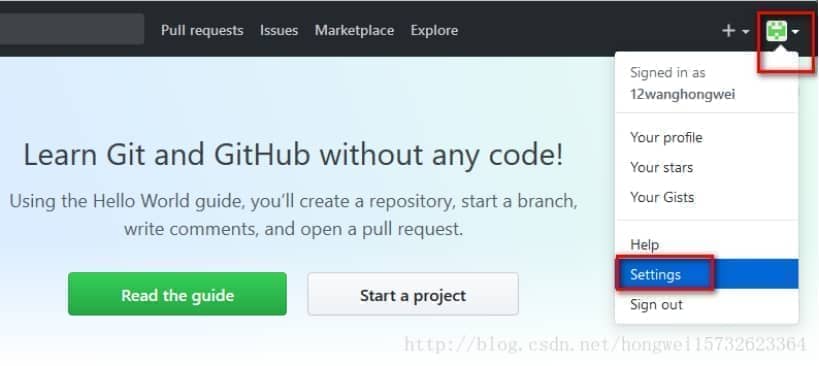 Pull requests Issues Marketplace Explore
Signed in as
12wanghongwei
Your profile
Your stars
Your Gists
Help
Settings
Sign out
Learn Git and GitHub without any code!
Using the Hello World guide, you’ll create a repository, start a branch,
write comments, and open a pull request.
Read the guide Start a project
http://blog.csdn.net/hongwei15732623364